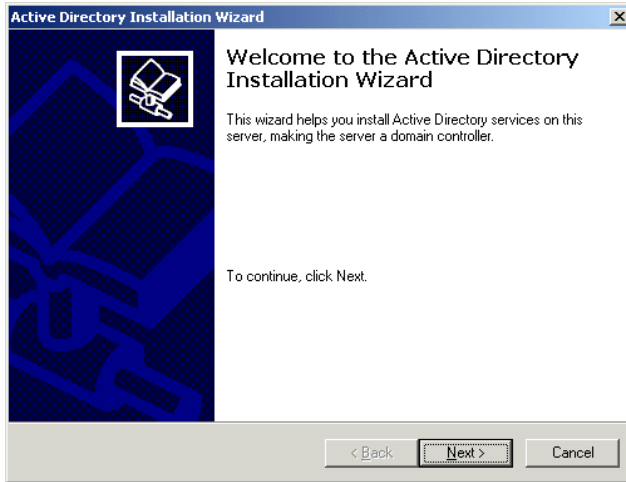 Active Directory Installation Wizard
Welcome to the Active Directory
Installation Wizard
This wizard helps you install Active Directory services on this
server, making the server a domain controller.
To continue, click Next.
< Back Next > Cancel